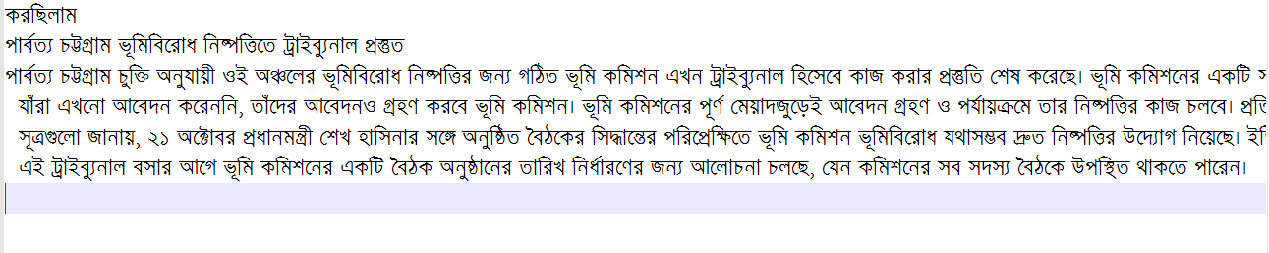 করছিলাম
পার্বত্য চট্টগ্রাম ভূমিবিরোধ নিষ্পত্তিতে ট্রাইব্যুনাল প্রস্তুত
পার্বত্য চট্টগ্রাম চুক্তি অনুযায়ী ওই অঞ্চলের ভূমিবিরোধ নিষ্পত্তির জন্য গঠিত ভূমি কমিশন এখন ট্রাইব্যুনাল হিসেবে কাজ করার প্রস্তুতি শেষ করেছে। ভূমি কমিশনের একটি
যাঁরা এখনো আবেদন করেননি, তাঁদের আবেদনও গ্রহণ করবে ভূমি কমিশন। ভূমি কমিশনের পূর্ণ মেয়াদজুড়েই আবেদন গ্রহণ ও পর্যায়ক্রমে তার নিষ্পত্তির কাজ চলবে।
সূত্রগুলো জানায়, ২১ অক্টোবর প্রধানমন্ত্রী শেখ হাসিনার সঙ্গে অনুষ্ঠিত বৈঠকের সিদ্ধান্তের পরিপ্রেক্ষিতে ভূমি কমিশন ভূমিবিরোধ যথাসম্ভব দ্রুত নিষ্পত্তির উদ্যোগ নিয়েছে।
এই ট্রাইব্যুনাল বসার আগে ভূমি কমিশনের একটি বৈঠক অনুষ্ঠানের তারিখ নির্ধারণের জন্য আলোচনা চলছে, যেন কমিশনের সব সদস্য বৈঠকে উপস্থিত থাকতে পারেন।